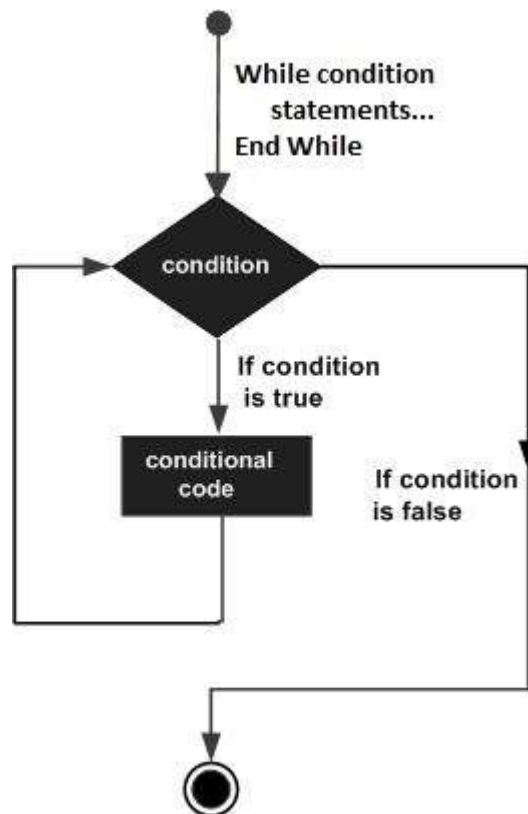 While condition
statements...
End While
condition
If condition
is true
conditional
code
If condition
is false